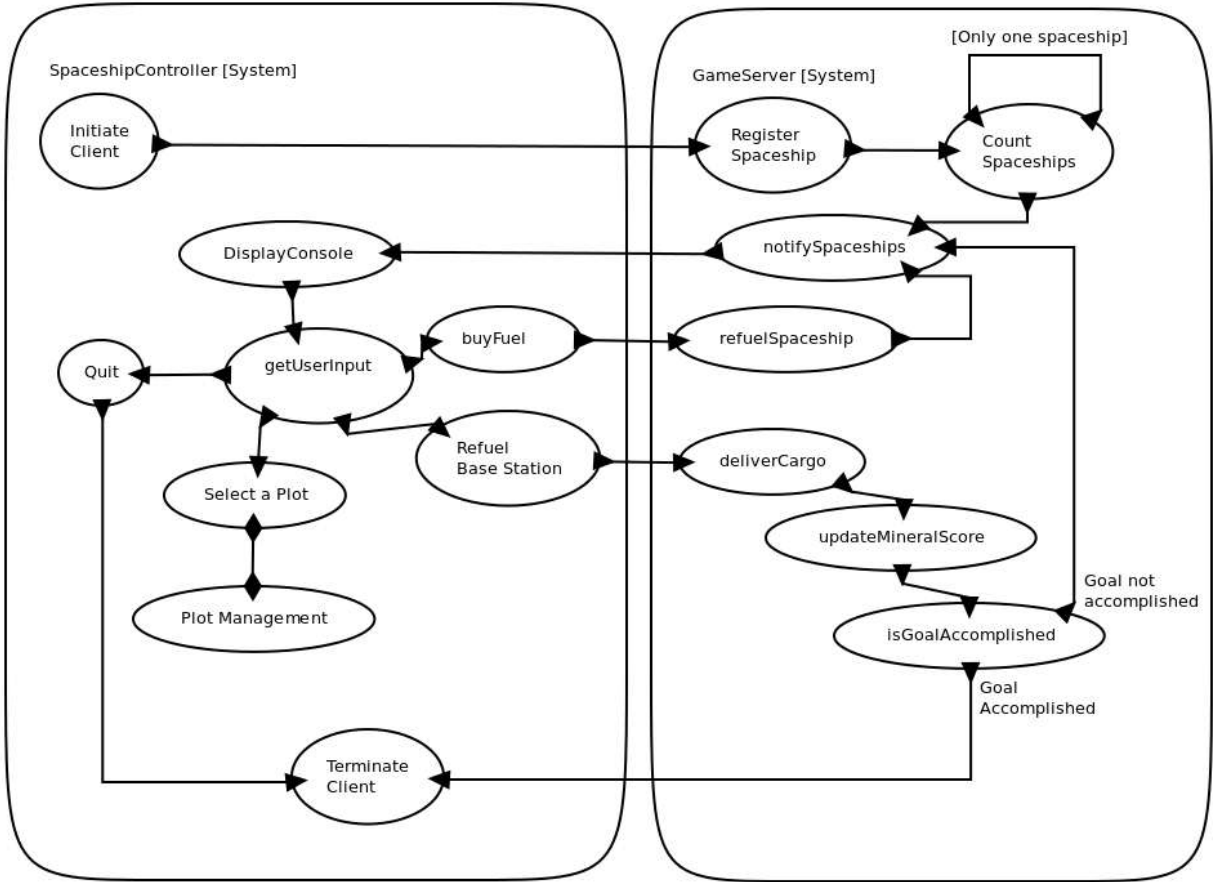 [Only one spaceship]
SpaceshipController [System]
GameServer [System]
Initiate
Client
Register
Spaceship
Count
Spaceships
DisplayConsole
notifySpaceships
buyFuel
refuelSpaceship
Quit
getUserInput
Refuel
Base Station
deliverCargo
Select a Plot
updateMineralScore
Goal not
accomplished
Plot Management
isGoalAccomplished
Goal
Accomplished
Terminate
Client